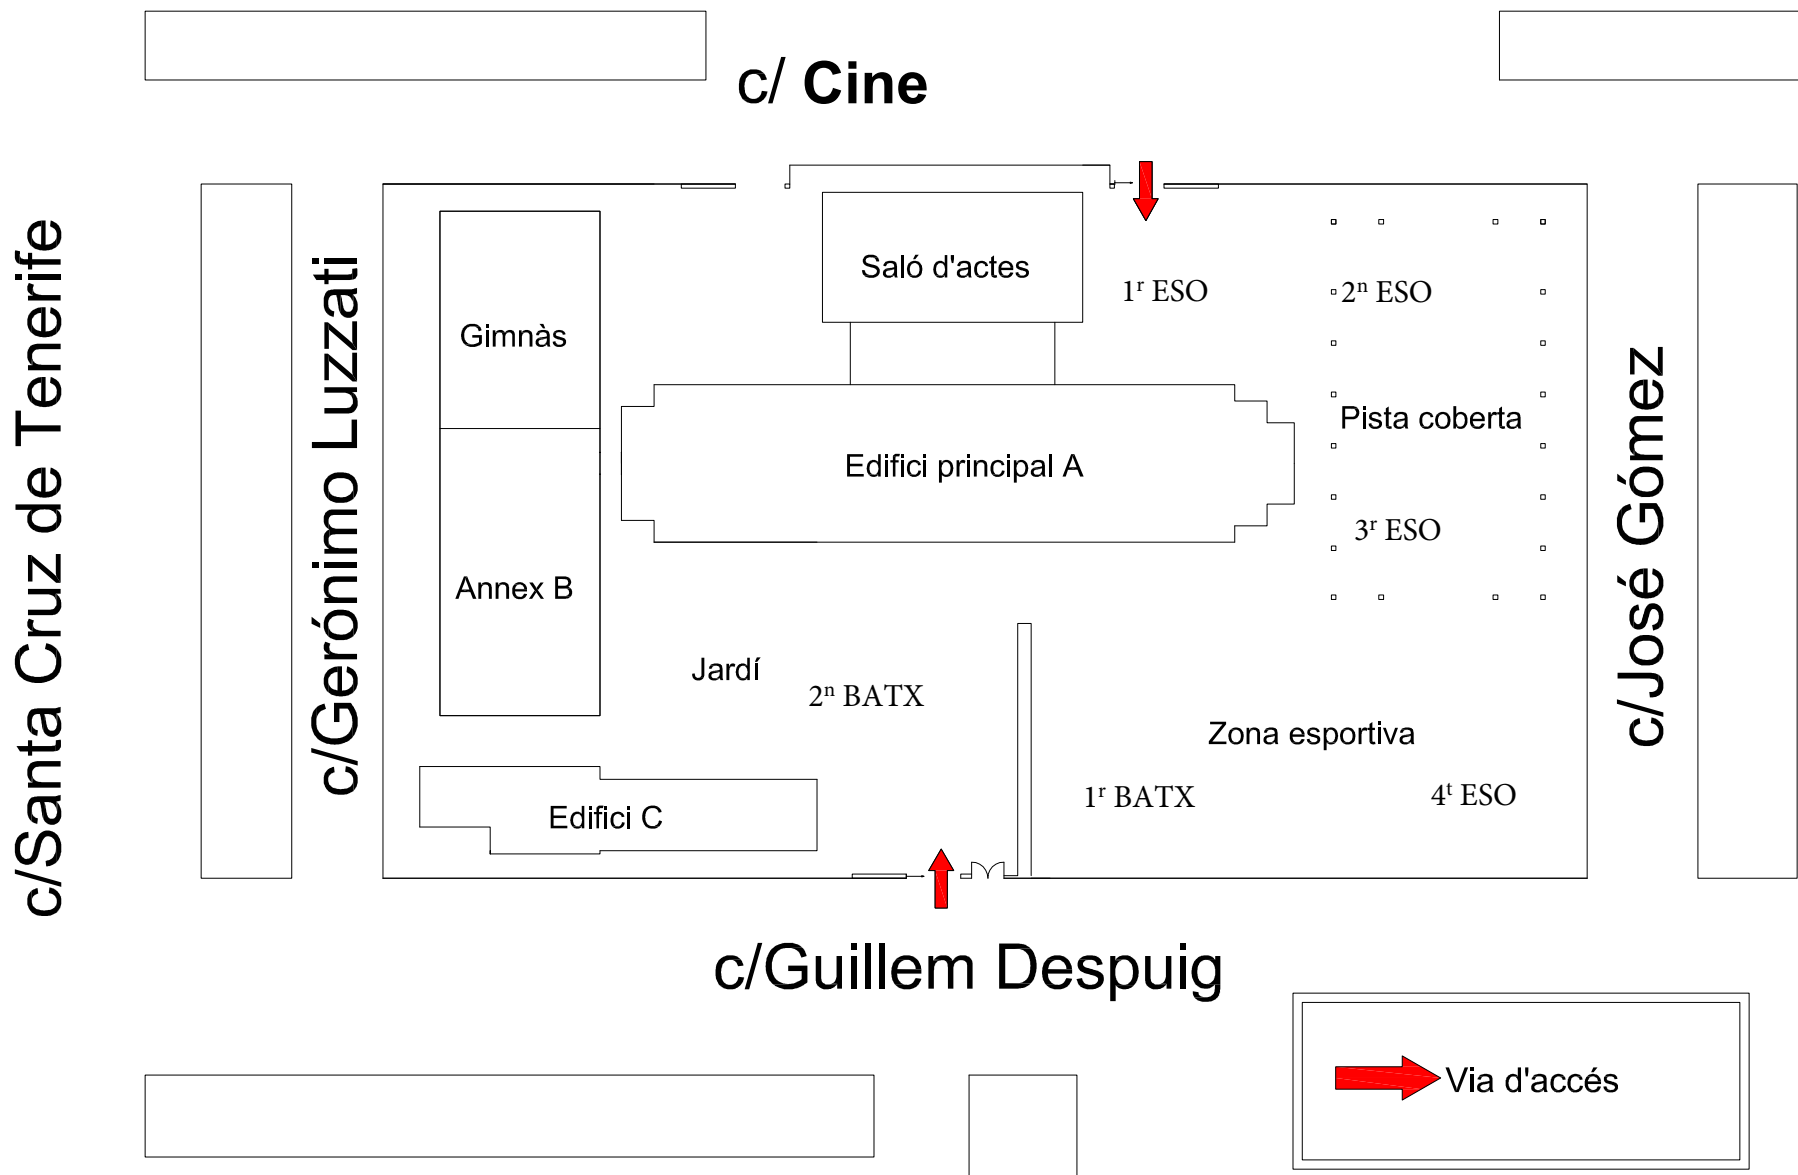 c/ Cine
c/Santa Cruz de Tenerife
c/Gerónimo Luzzati
Saló d'actes
1ʳ ESO
2ⁿ ESO
Gimnàs
Pista coberta
Edifici principal A
3ʳ ESO
Annex B
c/José Gómez
Jardí
2ⁿ BATX
Zona esportiva
1ʳ BATX
4ᵗ ESO
Edifici C
c/Guillem Despuig
Via d'accés